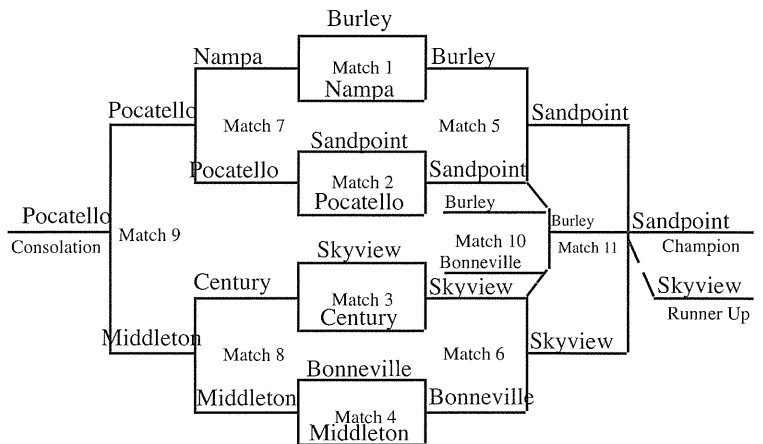 Burley
Nampa
Match 1
Burley
Nampa
Pocatello
Match 7
Match 5
Sandpoint
Sandpoint
Pocatello
Match 2
Sandpoint
Pocatello
Burley
Pocatello
Match 9
Burley
Sandpoint
Consolation
Match 10
Match 11
Champion
Skyview
Bonneville
Century
Match 3
Skyview
Skyview
Century
Runner Up
Middleton
Match 8
Match 6
Skyview
Bonneville
Middleton
Match 4
Bonneville
Middleton